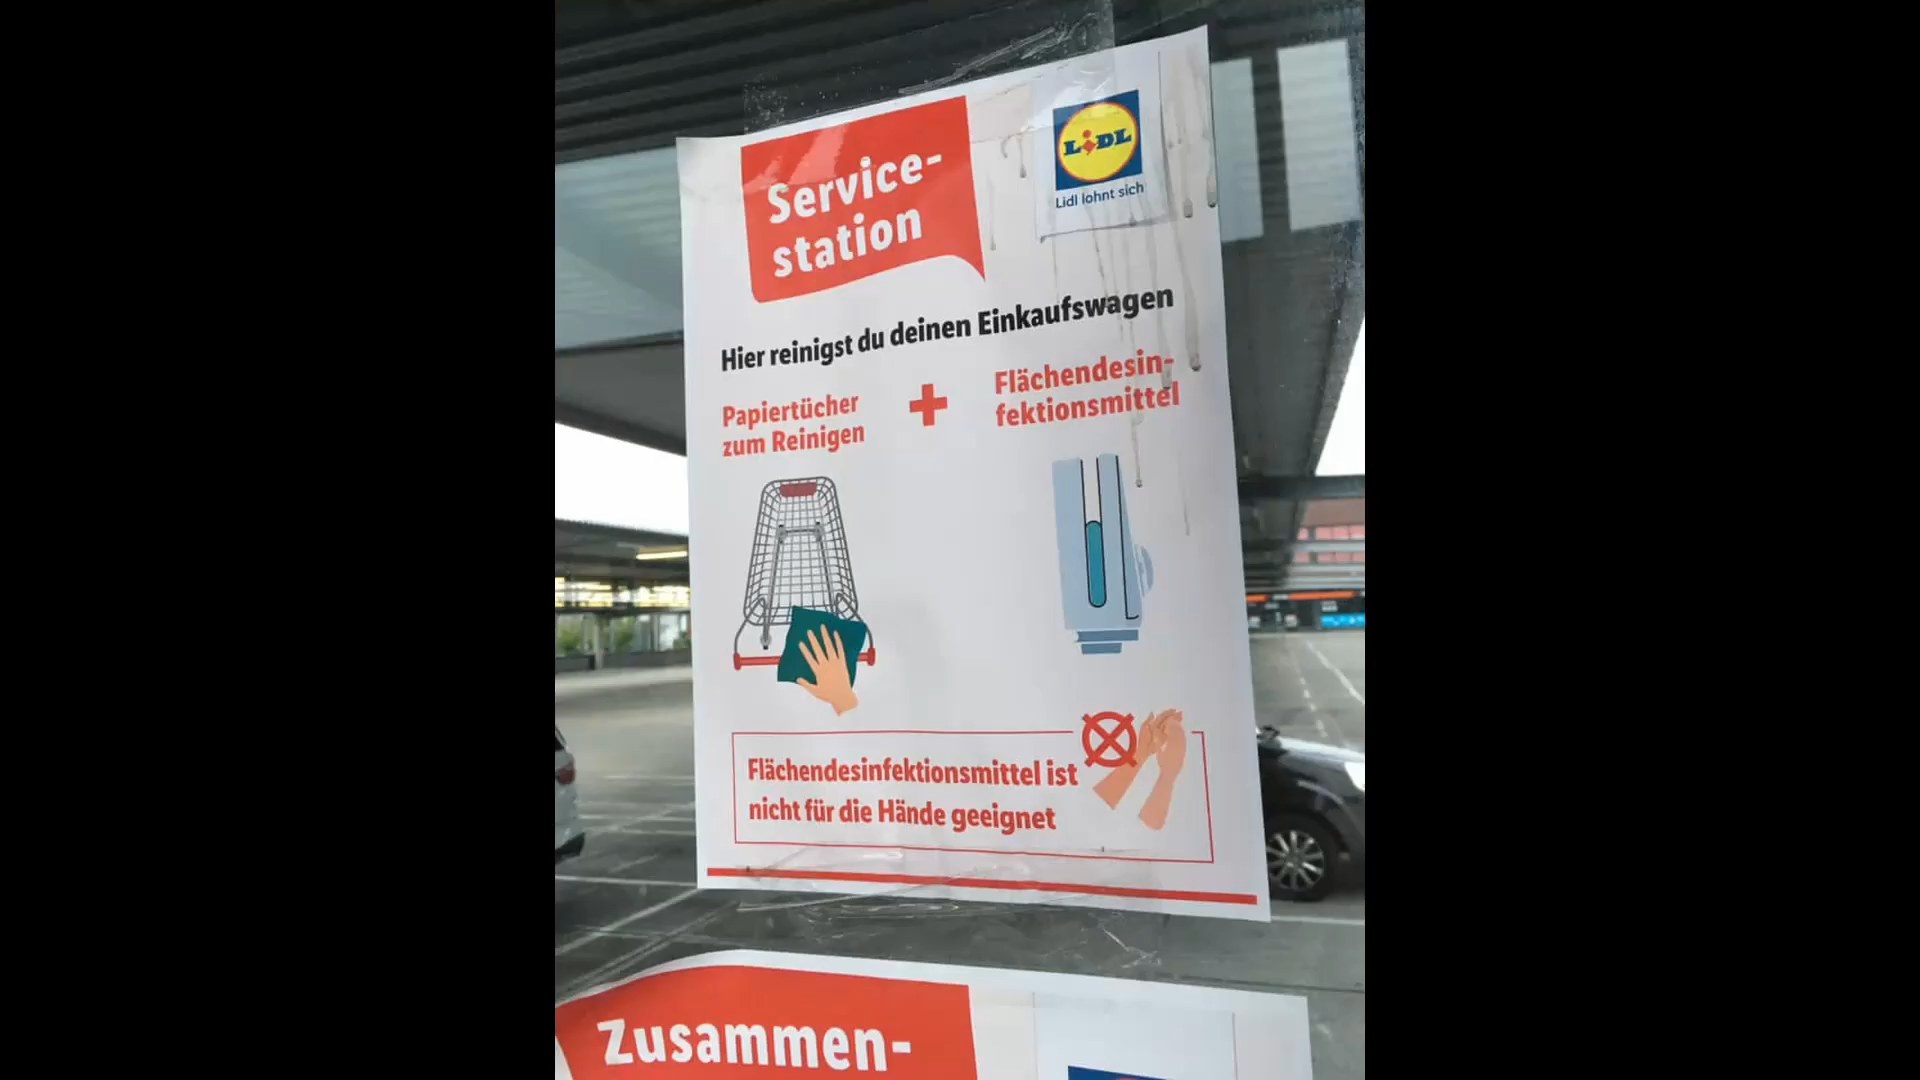 Service-
station
LIDL
Lidl lohnt sich
Hier reinigst du deinen Einkaufswagen
Papiertücher
zum Reinigen
+
Flächendesin-
fektionsmittel
Flächendesinfektionsmittel ist
nicht für die Hände geeignet
Zusammen-